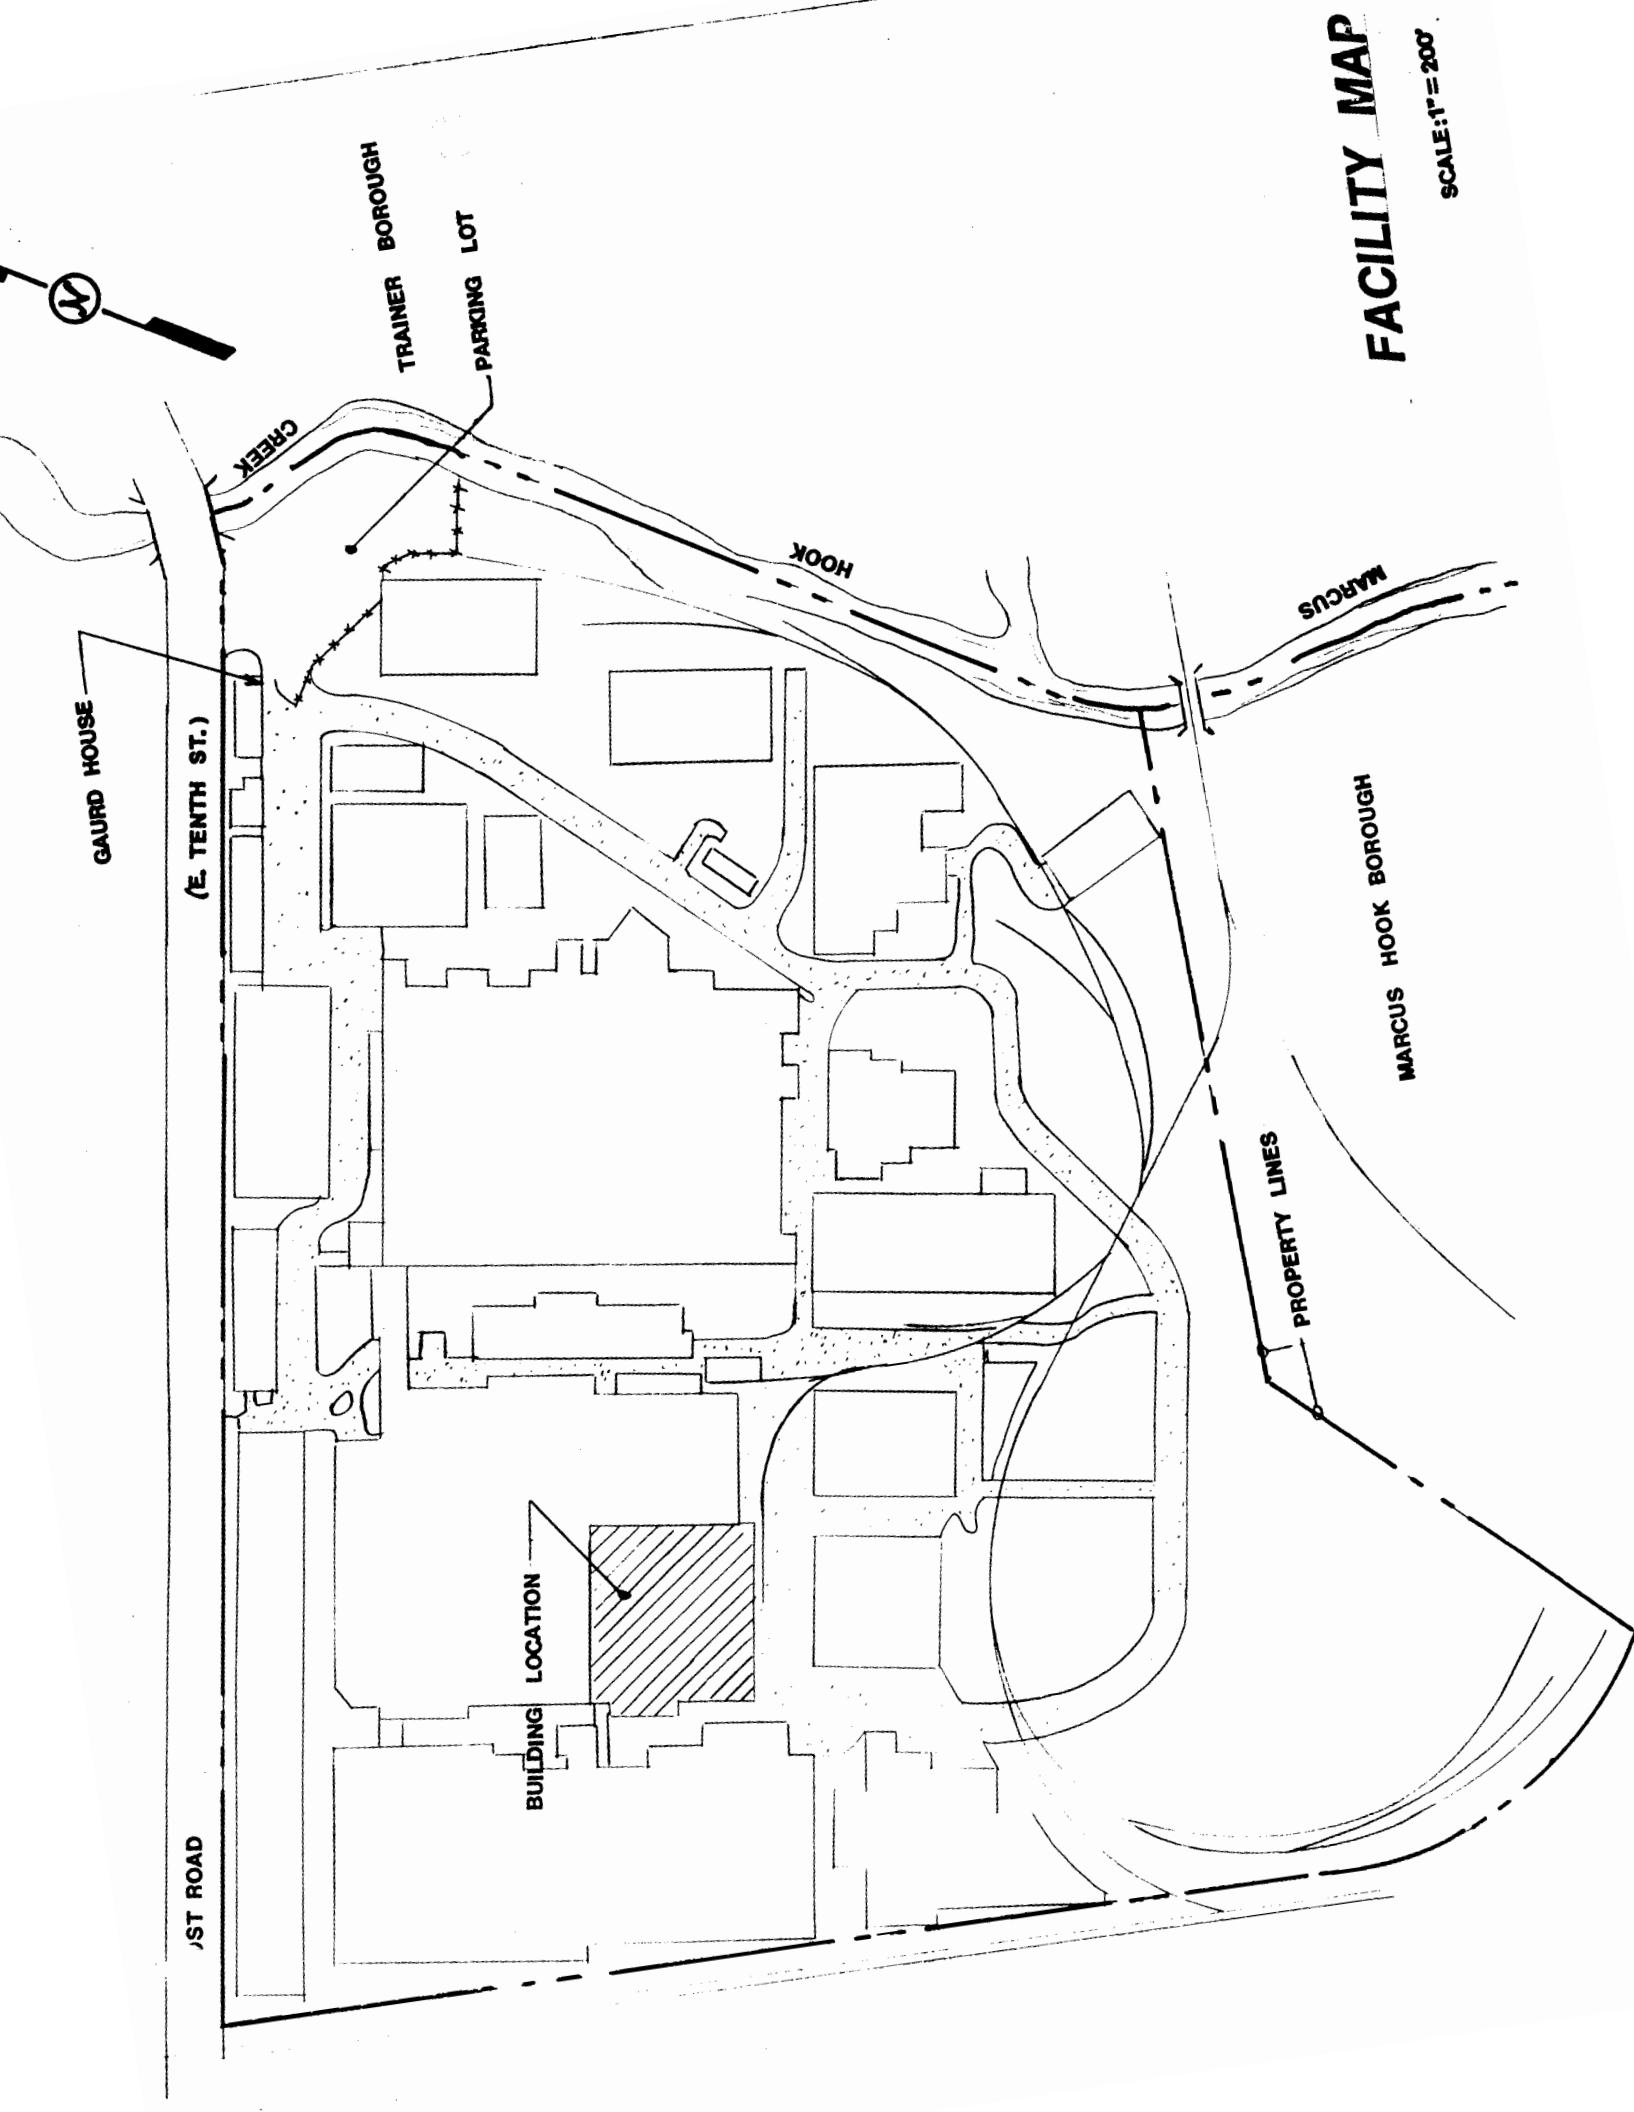 FACILITY MAP
SCALE: 1" = 200'
N
TRAINER BOROUGH
PARKING LOT
CREEK
HOOK
MARCUS
GAURD HOUSE
(E. TENTH ST.)
ST ROAD
MARCUS HOOK BOROUGH
PROPERTY LINES
BUILDING LOCATION